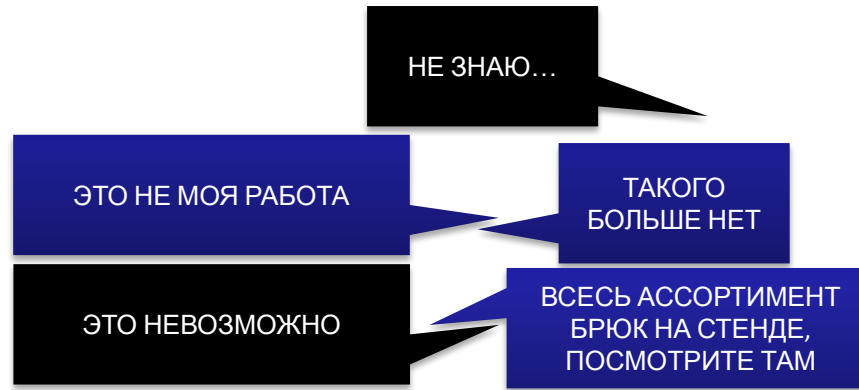 НЕ ЗНАЮ…
ЭТО НЕ МОЯ РАБОТА
ТАКОГО
БОЛЬШЕ НЕТ
ЭТО НЕВОЗМОЖНО
ВСЕСЬ АССОРТИМЕНТ
БРЮК НА СТЕНДЕ,
ПОСМОТРИТЕ ТАМ